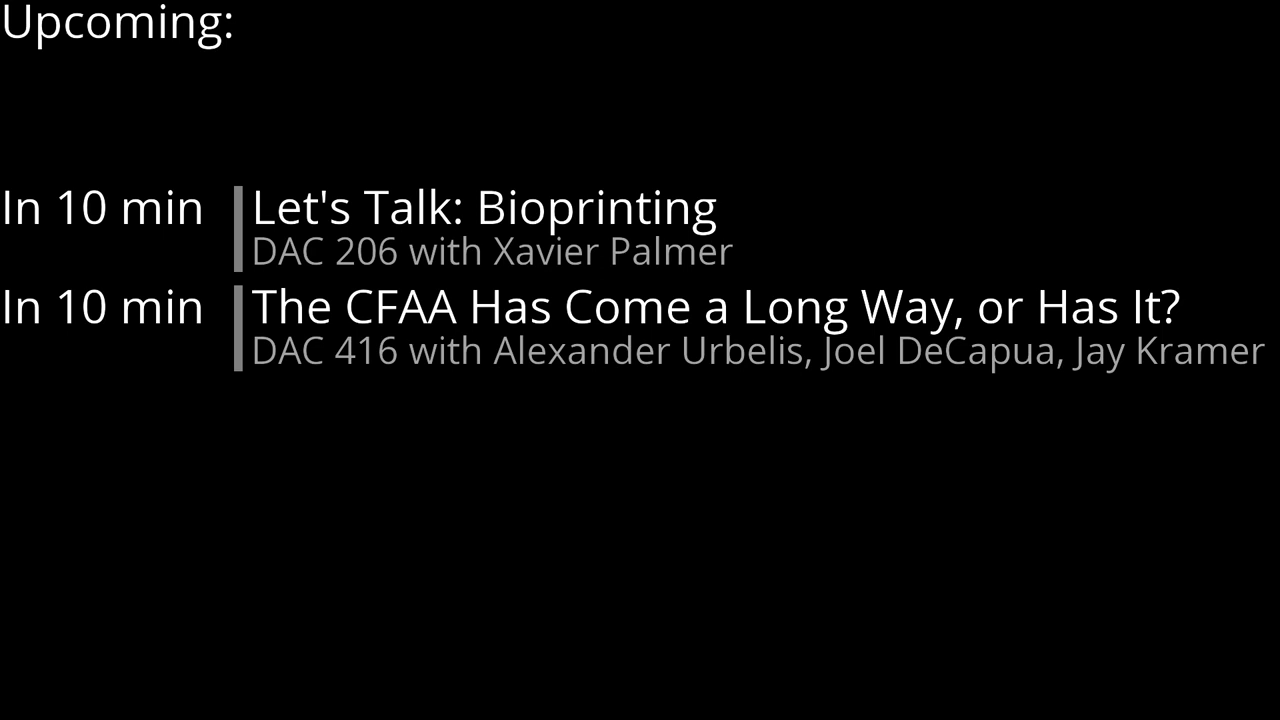 Upcoming:
In 10 min
Let's Talk: Bioprinting
DAC 206 with Xavier Palmer
In 10 min
The CFAA Has Come a Long Way, or Has It?
DAC 416 with Alexander Urbelis, Joel DeCapua, Jay Kramer